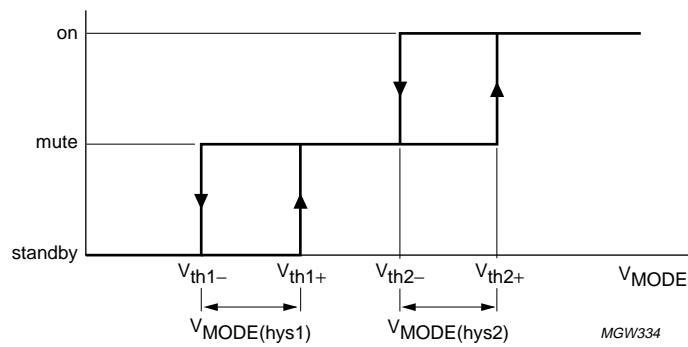 on
mute
standby
Vth1− Vth1+ Vth2− Vth2+ VMODE
VMODE(hys1) VMODE(hys2) MGW334